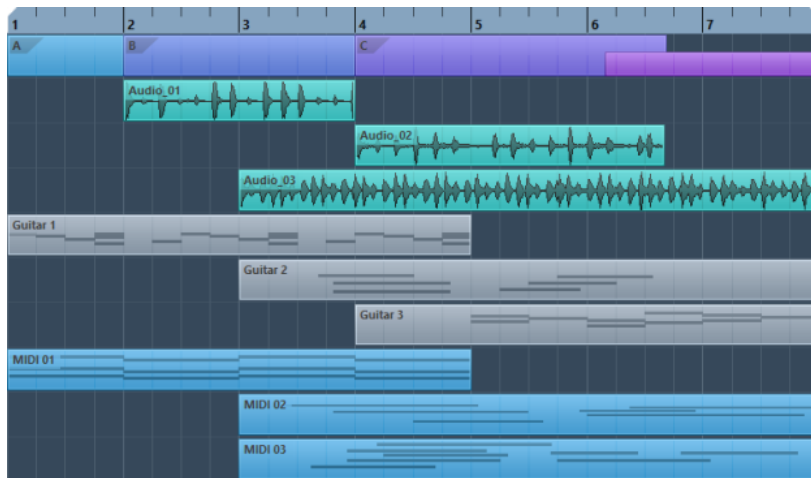 1 2 3 4 5 6 7
A B C
Audio_01
Audio_02
Audio_03
Guitar 1
Guitar 2
Guitar 3
MIDI 01
MIDI 02
MIDI 03